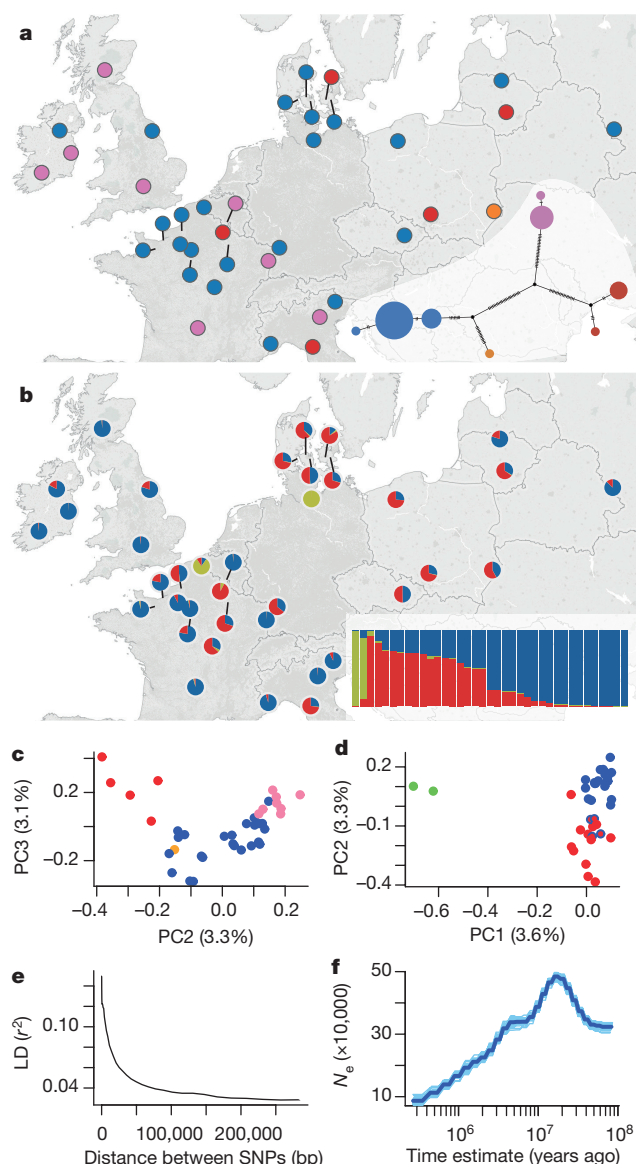 a
b
c
PC3 (3.1%)
0.2
−0.2
−0.4
−0.2
0.0
0.2
PC2 (3.3%)
d
PC2 (3.3%)
0.2
−0.1
−0.4
−0.6
−0.4
−0.2
0.0
PC1 (3.6%)
e
LD (r²)
0.10
0.04
0
100,000
200,000
Distance between SNPs (bp)
f
Nₑ (×10,000)
50
30
10
10⁶
10⁷
10⁸
Time estimate (years ago)